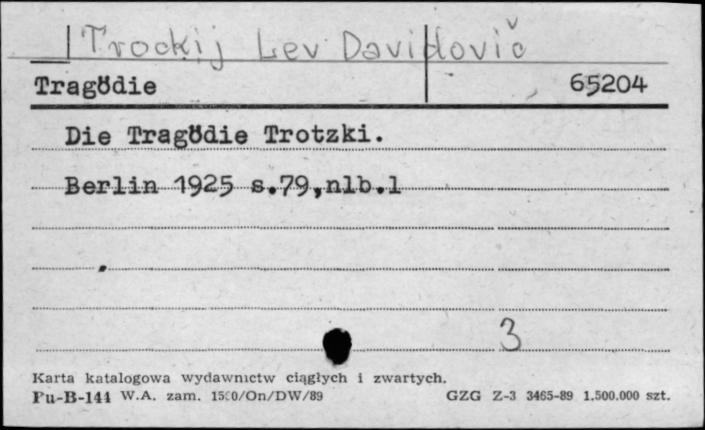 Trockij Lev Davidovič
Tragödie 65204
Die Tragödie Trotzki.
Berlin 1925 s.79,nlb.1
3
Karta katalogowa wydawnictw ciągłych i zwartych.
Pu-B-144 W.A. zam. 1500/On/DW/89 GZG Z-3 3465-89 1.500.000 szt.